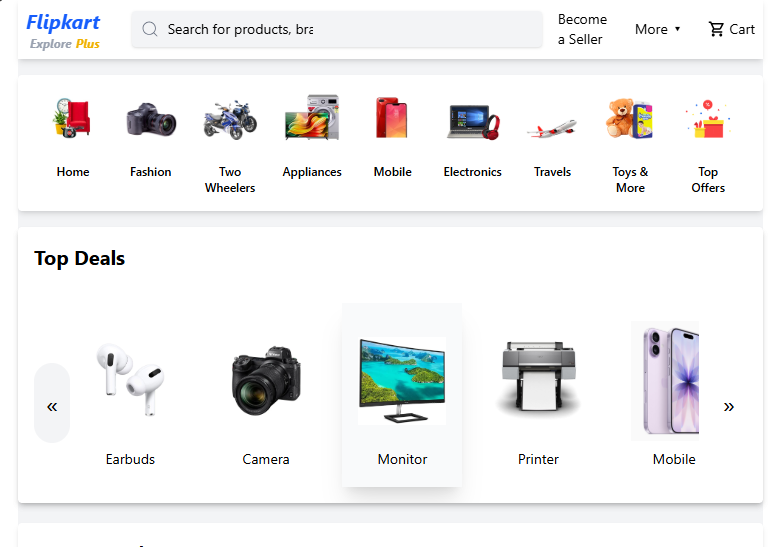 Flipkart
Explore Plus
Search for products, bra
Become
a Seller
More ▼
Cart
Home
Fashion
Two
Wheelers
Appliances
Mobile
Electronics
Travels
Toys &
More
Top
Offers
Top Deals
«
»
Earbuds
Camera
Monitor
Printer
Mobile